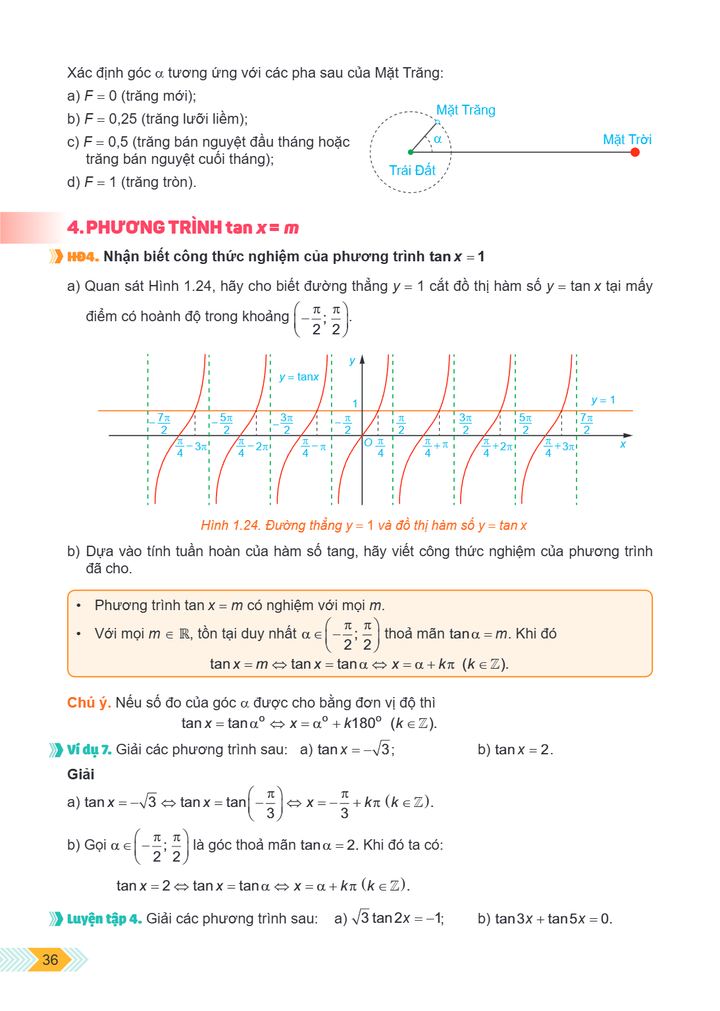 Xác định góc α tương ứng với các pha sau của Mặt Trăng:
a) F = 0 (trăng mới);
b) F = 0,25 (trăng lưỡi liềm);
c) F = 0,5 (trăng bán nguyệt đầu tháng hoặc
trăng bán nguyệt cuối tháng);
d) F = 1 (trăng tròn).
Mặt Trăng
α
Mặt Trời
Trái Đất
4. PHƯƠNG TRÌNH tan x = m
HĐ4. Nhận biết công thức nghiệm của phương trình tan x = 1
a) Quan sát Hình 1.24, hãy cho biết đường thẳng y = 1 cắt đồ thị hàm số y = tan x tại mấy
điểm có hoành độ trong khoảng (−π/2; π/2).
y
y = tanx
1
y = 1
−7π/2 −5π/2 −3π/2 −π/2 π/2 3π/2 5π/2 7π/2
π/4 − 3π π/4 − 2π π/4 − π O π/4 π/4 + π π/4 + 2π π/4 + 3π x
Hình 1.24. Đường thẳng y = 1 và đồ thị hàm số y = tan x
b) Dựa vào tính tuần hoàn của hàm số tang, hãy viết công thức nghiệm của phương trình
đã cho.
• Phương trình tan x = m có nghiệm với mọi m.
• Với mọi m ∈ ℝ, tồn tại duy nhất α ∈ (−π/2; π/2) thoả mãn tan α = m. Khi đó
tan x = m ⇔ tan x = tan α ⇔ x = α + kπ (k ∈ ℤ).
Chú ý. Nếu số đo của góc α được cho bằng đơn vị độ thì
tan x = tan α° ⇔ x = α° + k180° (k ∈ ℤ).
Ví dụ 7. Giải các phương trình sau: a) tan x = −√3; b) tan x = 2.
Giải
a) tan x = −√3 ⇔ tan x = tan(−π/3) ⇔ x = −π/3 + kπ (k ∈ ℤ).
b) Gọi α ∈ (−π/2; π/2) là góc thoả mãn tan α = 2. Khi đó ta có:
tan x = 2 ⇔ tan x = tan α ⇔ x = α + kπ (k ∈ ℤ).
Luyện tập 4. Giải các phương trình sau: a) √3 tan 2x = −1; b) tan 3x + tan 5x = 0.
36